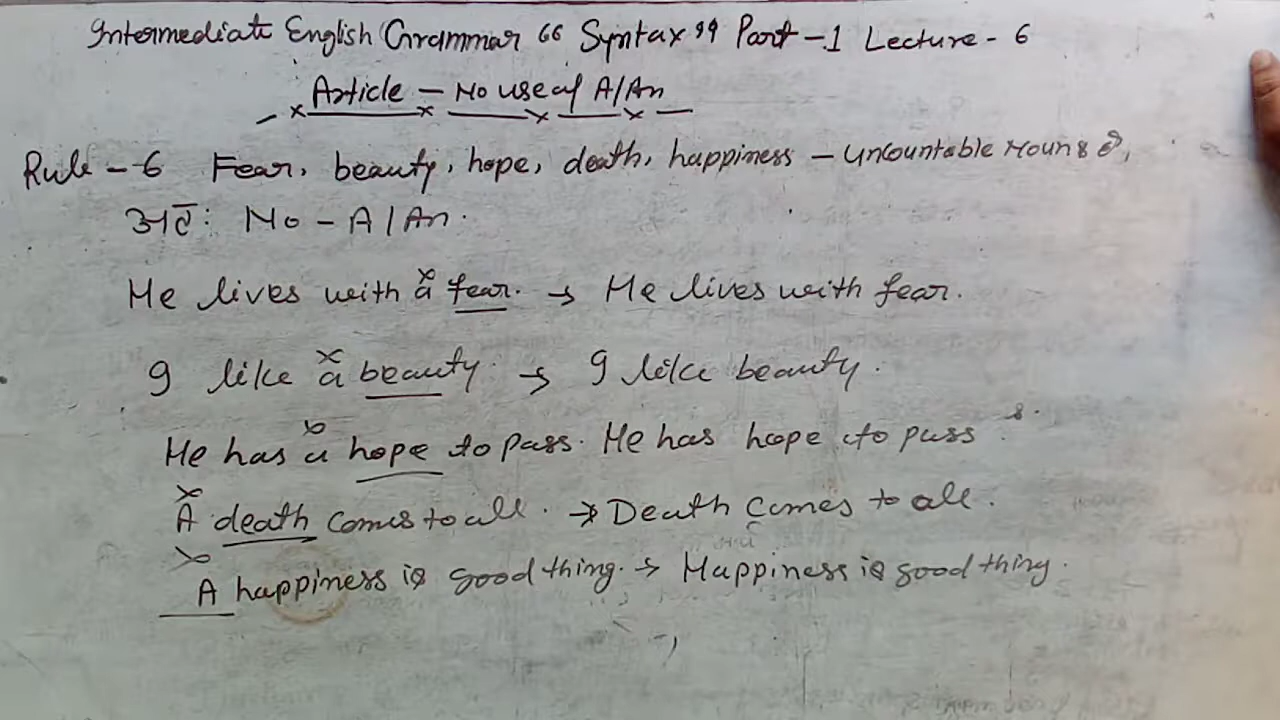 Intermediate English Grammar "Syntax" Part-1 Lecture-6
Article - No use of A/An
Rule-6 Fear, beauty, hope, death, happiness - Uncountable Nouns है,
अतः No-A/An.
He lives with a fear. → He lives with fear.
I like a beauty. → I like beauty.
He has a hope to pass. He has hope to pass
A death comes to all. → Death comes to all.
A happiness is good thing. → Happiness is good thing.